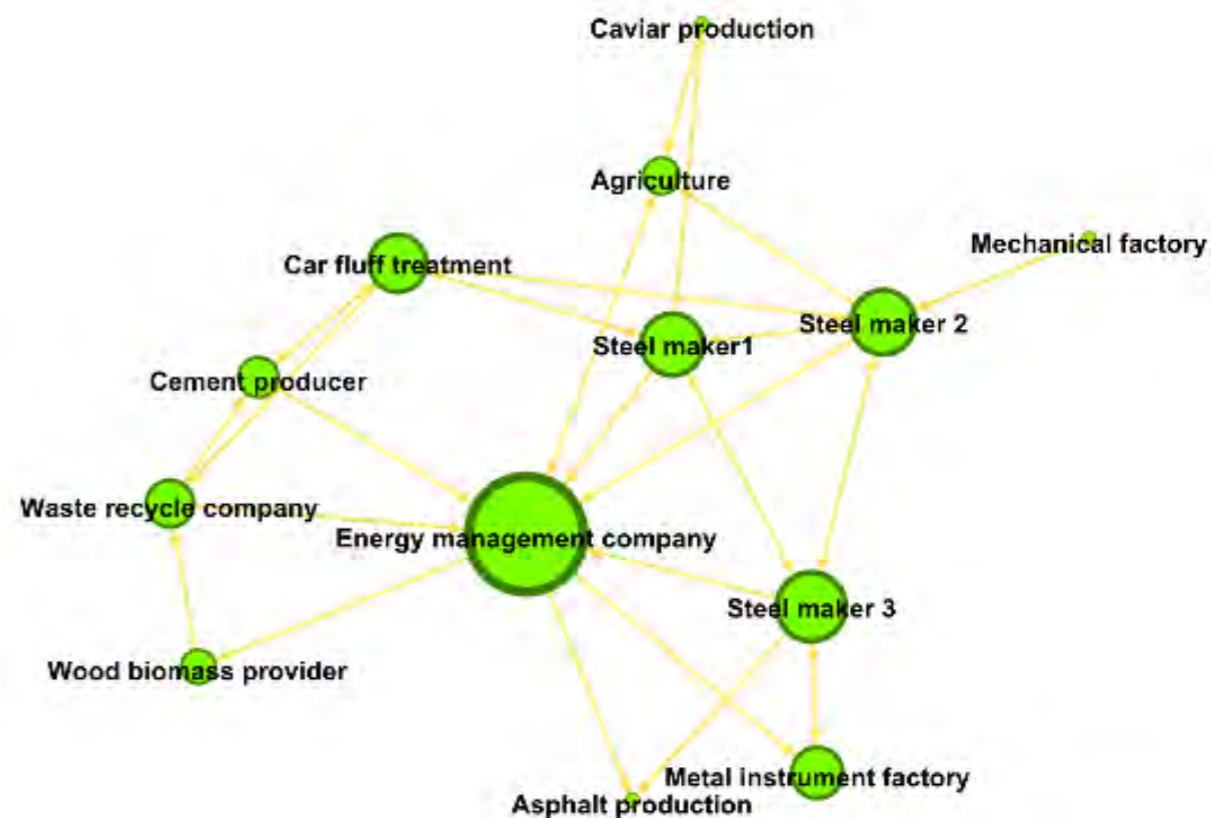 Caviar production
Agriculture
Mechanical factory
Car fluff treatment
Steel maker 2
Steel maker1
Cement producer
Waste recycle company
Energy management company
Steel maker 3
Wood biomass provider
Metal instrument factory
Asphalt production